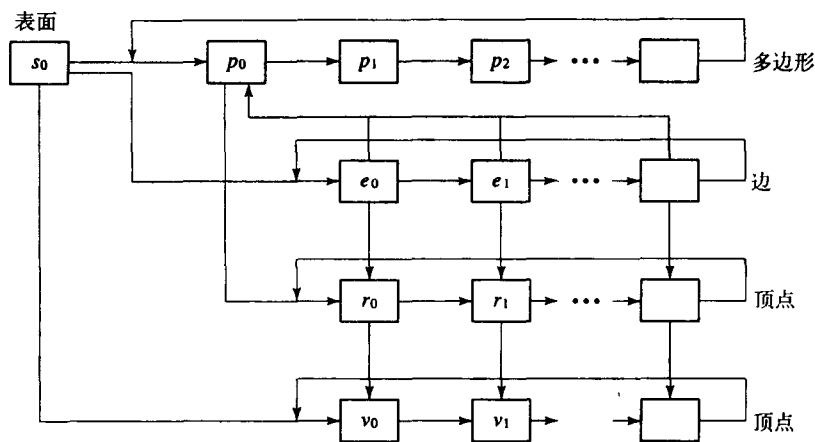 表面
s0 p0 p1 p2 ••• 多边形
e0 e1 ••• 边
r0 r1 ••• 顶点
v0 v1 顶点